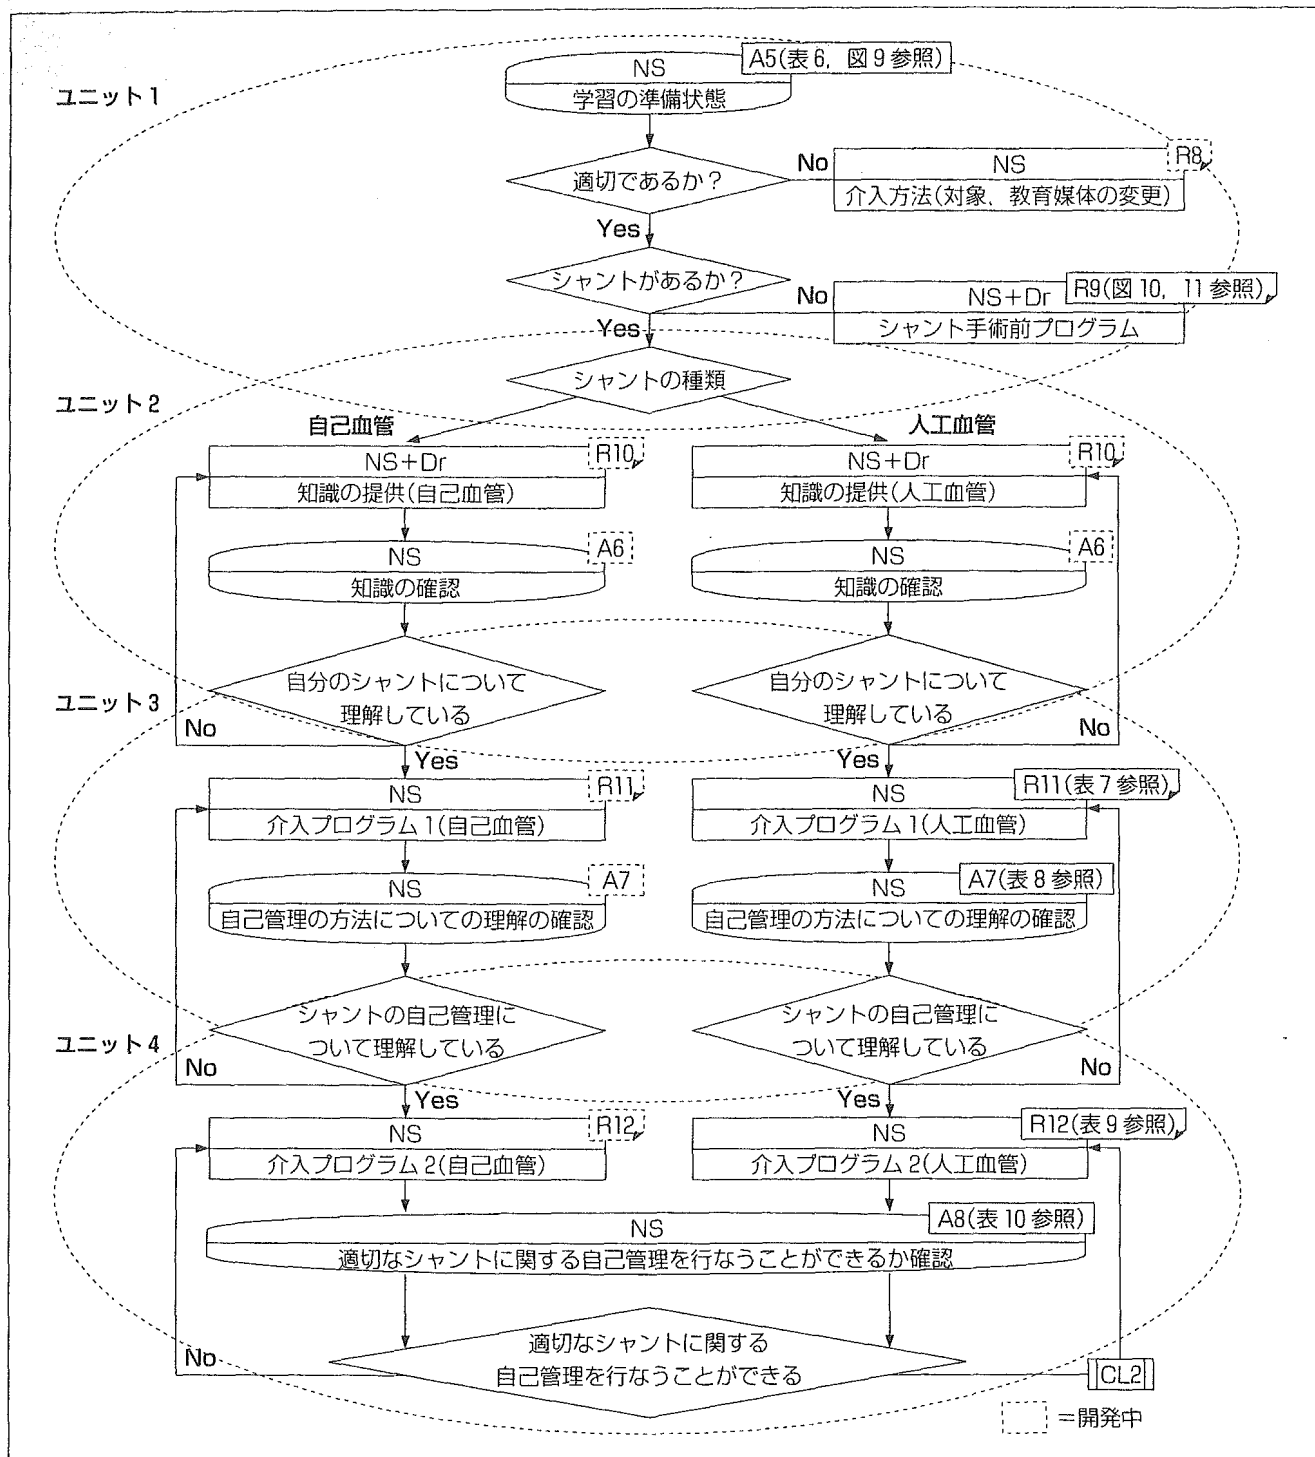 A5(表6，図9参照)
NS
学習の準備状態
ユニット1
適切であるか？
No
R8
NS
介入方法(対象、教育媒体の変更)
Yes
シャントがあるか？
No
R9(図10，11参照)
NS+Dr
シャント手術前プログラム
Yes
シャントの種類
ユニット2
自己血管
人工血管
R10
NS+Dr
知識の提供(自己血管)
R10
NS+Dr
知識の提供(人工血管)
A6
NS
知識の確認
A6
NS
知識の確認
ユニット3
自分のシャントについて
理解している
自分のシャントについて
理解している
No
No
Yes
Yes
R11
NS
介入プログラム1(自己血管)
R11(表7参照)
NS
介入プログラム1(人工血管)
A7
NS
自己管理の方法についての理解の確認
A7(表8参照)
NS
自己管理の方法についての理解の確認
ユニット4
シャントの自己管理に
ついて理解している
シャントの自己管理に
ついて理解している
No
No
Yes
Yes
R12
NS
介入プログラム2(自己血管)
R12(表9参照)
NS
介入プログラム2(人工血管)
A8(表10参照)
NS
適切なシャントに関する自己管理を行なうことができるか確認
適切なシャントに関する
自己管理を行なうことができる
No
CL2
=開発中